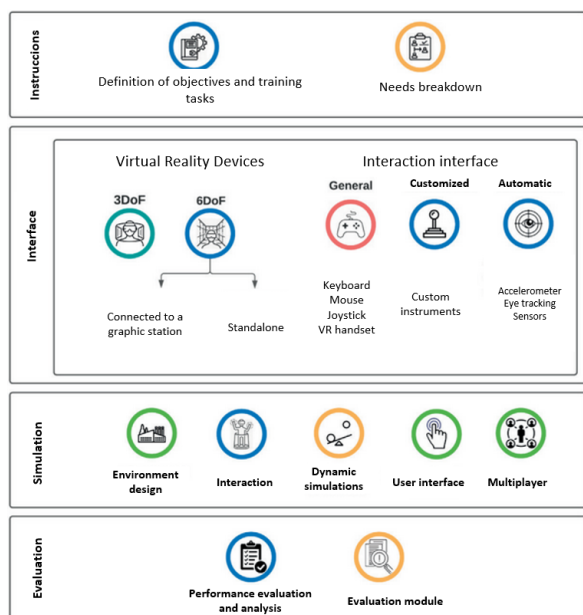 Instruccions
Definition of objectives and training
tasks
Needs breakdown
Interface
Virtual Reality Devices
Interaction interface
3DoF
6DoF
General
Customized
Automatic
Connected to a
graphic station
Standalone
Keyboard
Mouse
Joystick
VR handset
Custom
instruments
Accelerometer
Eye tracking
Sensors
Simulation
Environment
design
Interaction
Dynamic
simulations
User interface
Multiplayer
Evaluation
Performance evaluation
and analysis
Evaluation module